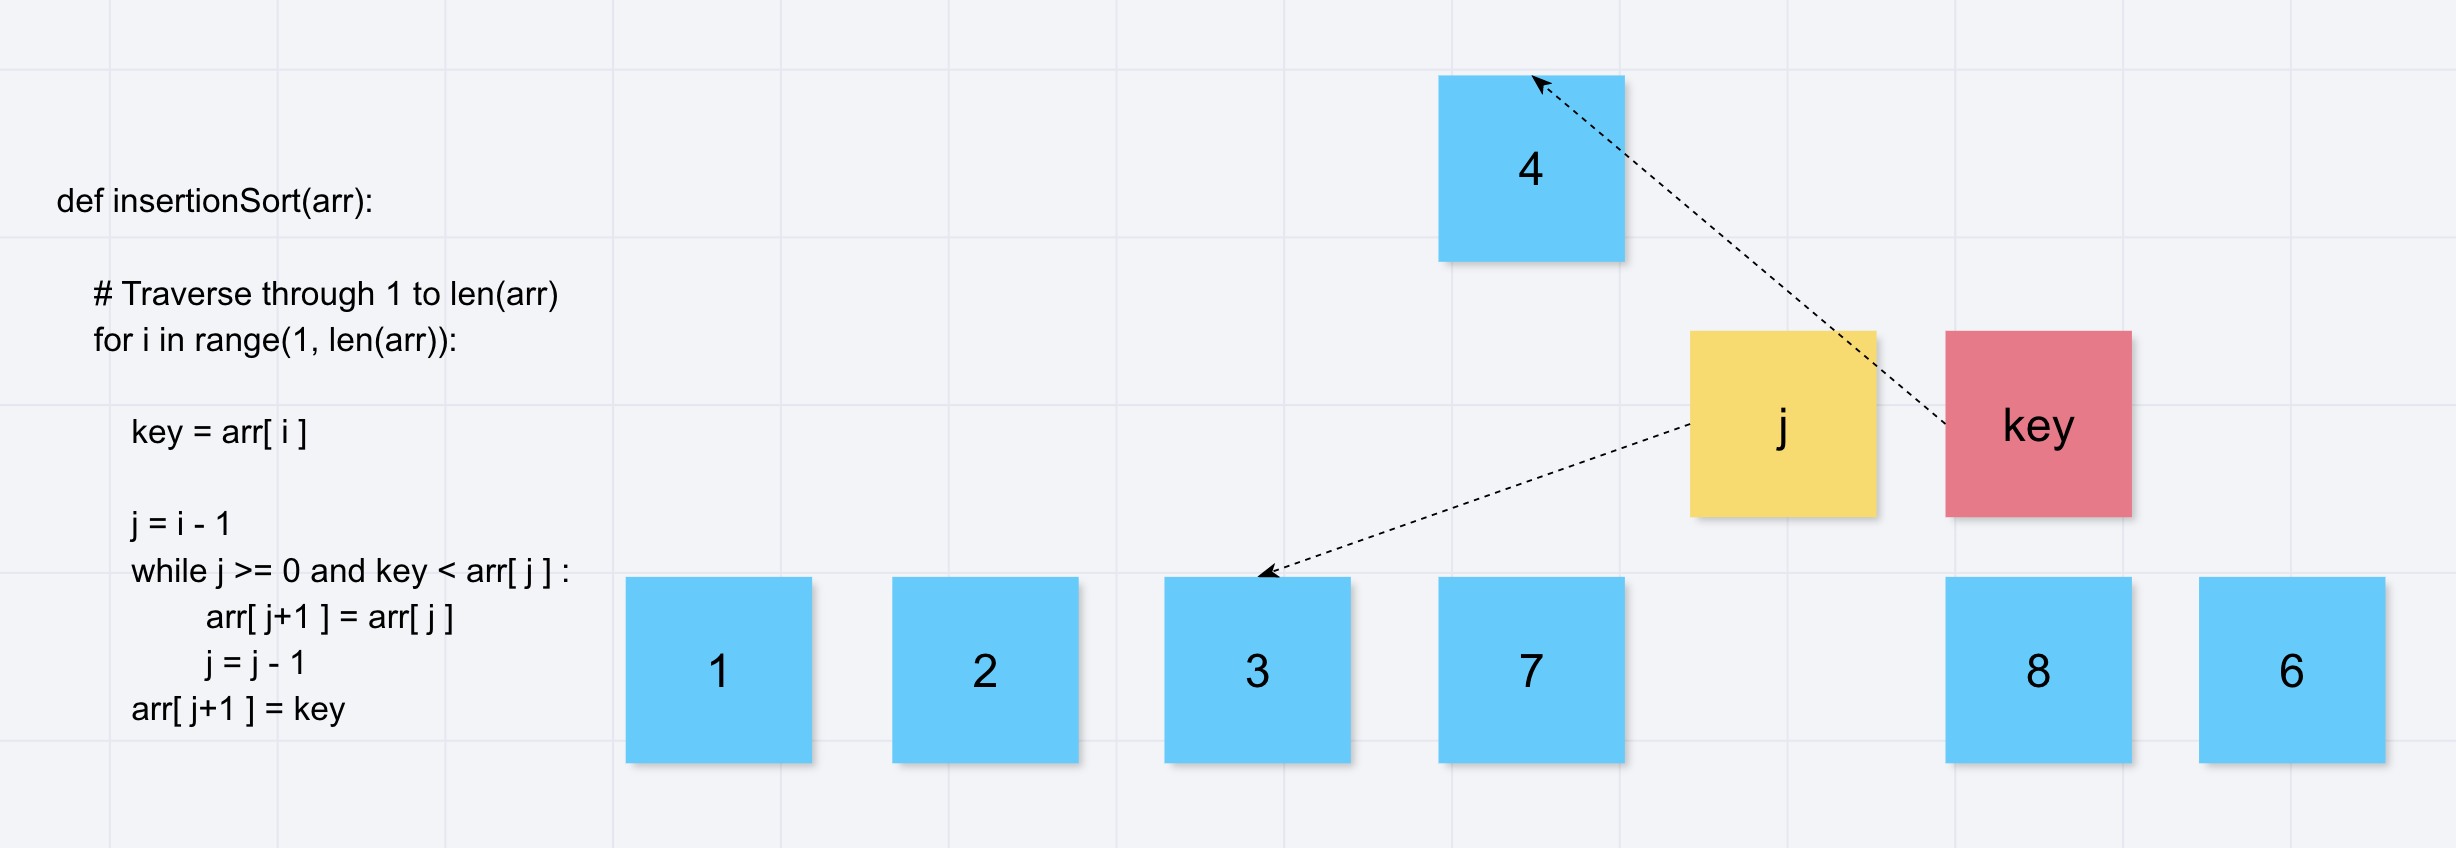 def insertionSort(arr):
# Traverse through 1 to len(arr)
for i in range(1, len(arr)):
key = arr[ i ]
j = i - 1
while j >= 0 and key < arr[ j ] :
arr[ j+1 ] = arr[ j ]
j = j - 1
arr[ j+1 ] = key
4
j key
1 2 3 7 8 6